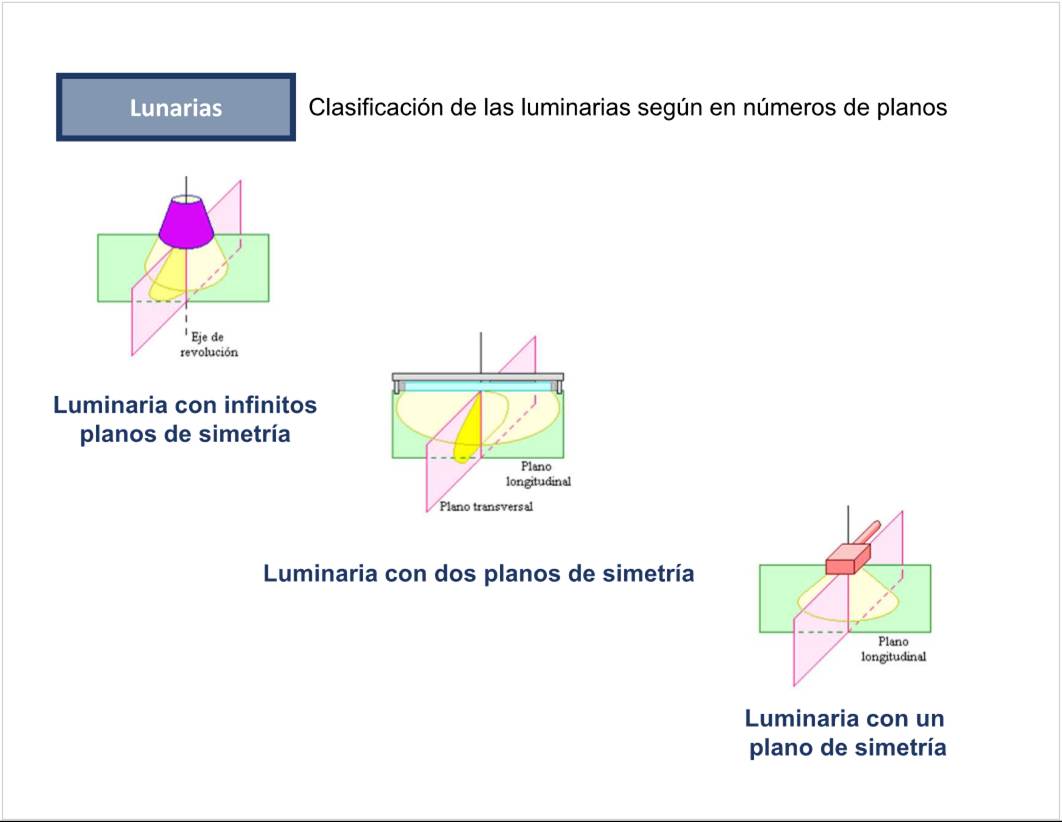 Lunarias
Clasificación de las luminarias según en números de planos
Eje de
revolución
Luminaria con infinitos
planos de simetría
Plano
longitudinal
Plano transversal
Luminaria con dos planos de simetría
Plano
longitudinal
Luminaria con un
plano de simetría